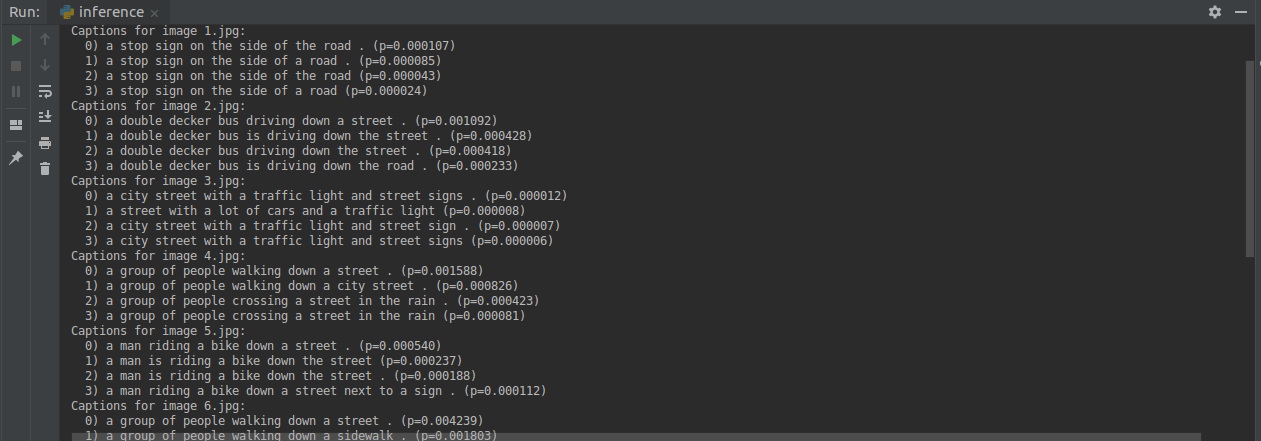 Run: inference
Captions for image 1.jpg:
0) a stop sign on the side of the road . (p=0.000107)
1) a stop sign on the side of a road . (p=0.000085)
2) a stop sign on the side of the road (p=0.000043)
3) a stop sign on the side of a road (p=0.000024)
Captions for image 2.jpg:
0) a double decker bus driving down a street . (p=0.001092)
1) a double decker bus is driving down the street . (p=0.000428)
2) a double decker bus driving down the street . (p=0.000418)
3) a double decker bus is driving down the road . (p=0.000233)
Captions for image 3.jpg:
0) a city street with a traffic light and street signs . (p=0.000012)
1) a street with a lot of cars and a traffic light (p=0.000008)
2) a city street with a traffic light and street sign . (p=0.000007)
3) a city street with a traffic light and street signs (p=0.000006)
Captions for image 4.jpg:
0) a group of people walking down a street . (p=0.001588)
1) a group of people walking down a city street . (p=0.000826)
2) a group of people crossing a street in the rain . (p=0.000423)
3) a group of people crossing a street in the rain (p=0.000081)
Captions for image 5.jpg:
0) a man riding a bike down a street . (p=0.000540)
1) a man is riding a bike down the street (p=0.000237)
2) a man is riding a bike down the street . (p=0.000188)
3) a man riding a bike down a street next to a sign . (p=0.000112)
Captions for image 6.jpg:
0) a group of people walking down a street . (p=0.004239)
1) a group of people walking down a sidewalk . (p=0.001803)